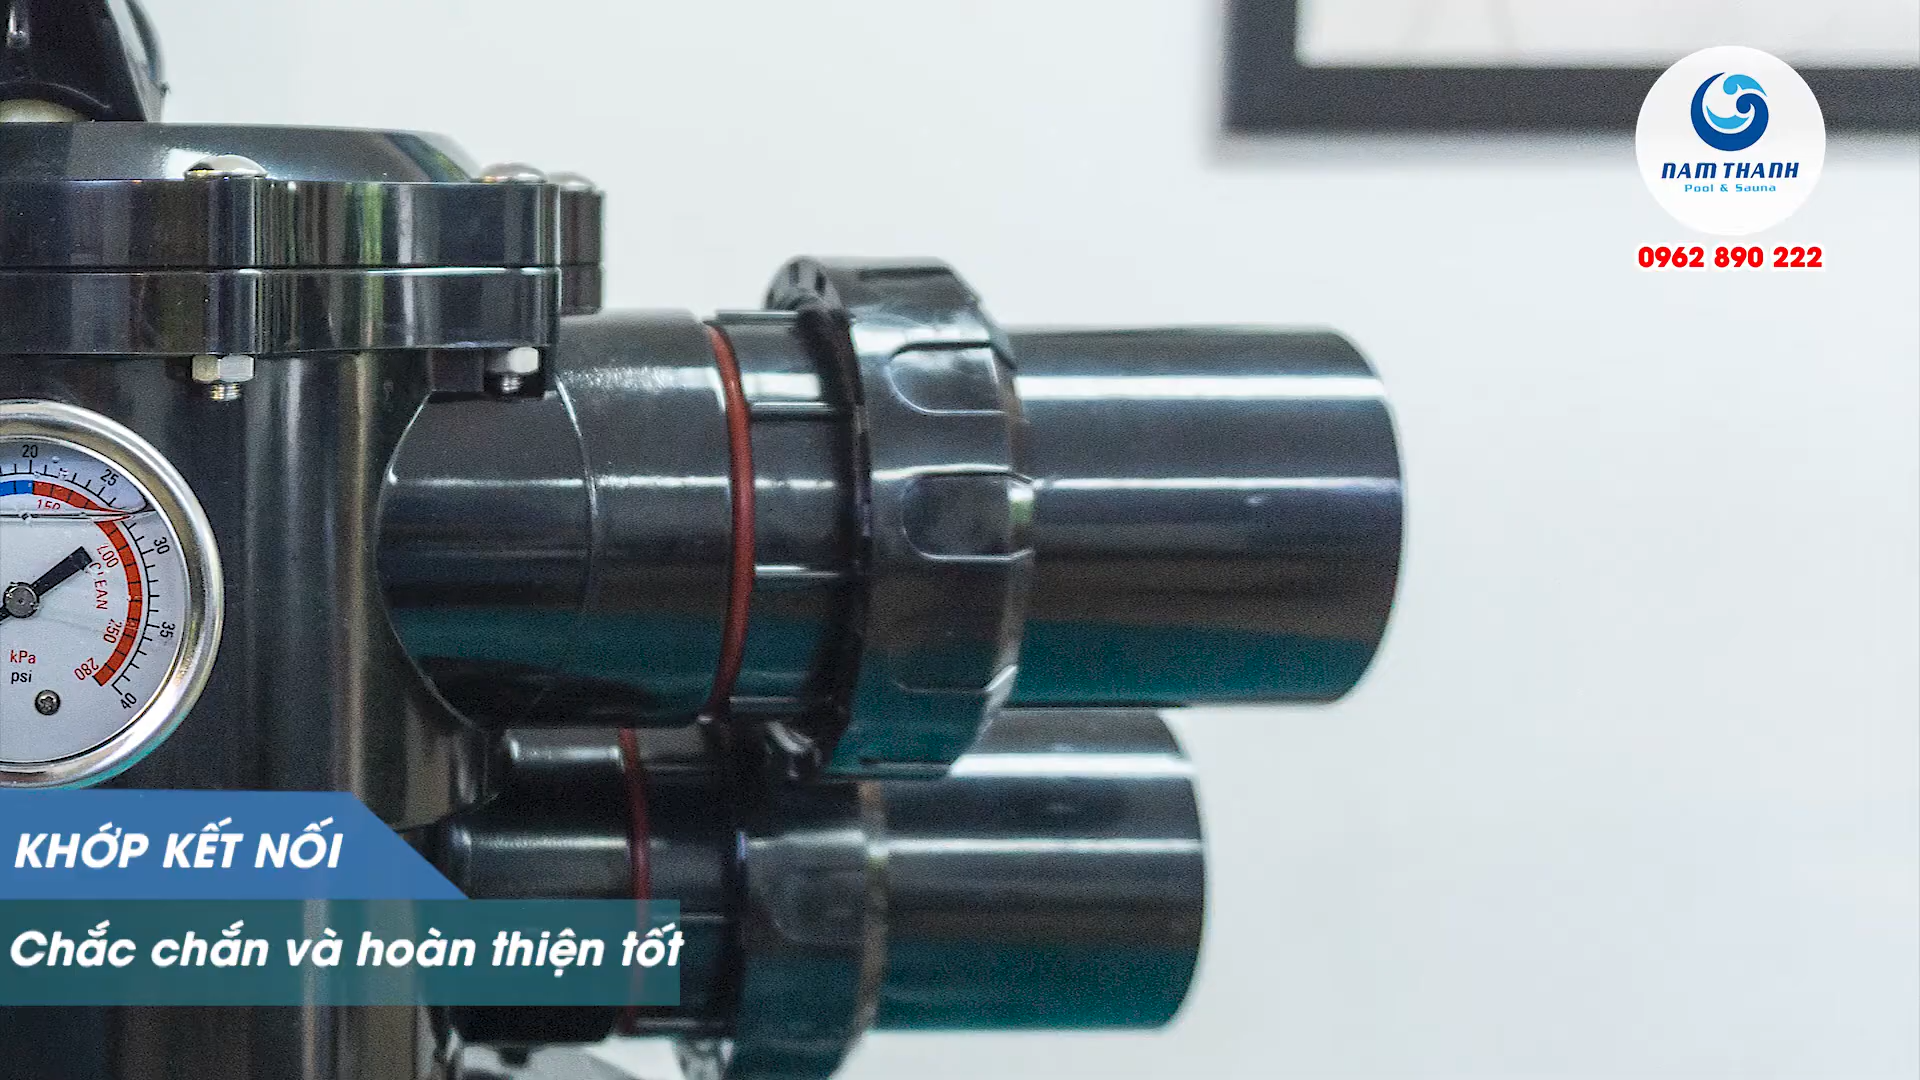 NAM THANH
Pool & Sauna
0962 890 222
20
25
150
30
200
CLEAN
35
250
kPa
280
psi
40
KHỚP KẾT NỐI
Chắc chắn và hoàn thiện tốt